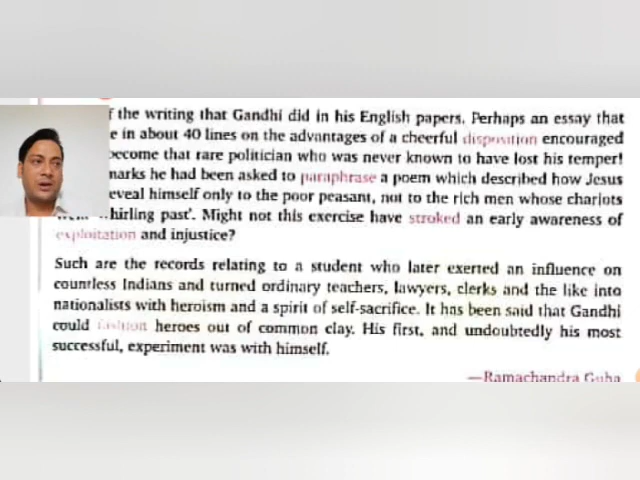 f the writing that Gandhi did in his English papers. Perhaps an essay that
e in about 40 lines on the advantages of a cheerful disposition encouraged
become that rare politician who was never known to have lost his temper!
marks he had been asked to paraphrase a poem which described how Jesus
eveal himself only to the poor peasant, not to the rich men whose chariots
whirling past'. Might not this exercise have stroked an early awareness of
exploitation and injustice?
Such are the records relating to a student who later exerted an influence on
countless Indians and turned ordinary teachers, lawyers, clerks and the like into
nationalists with heroism and a spirit of self-sacrifice. It has been said that Gandhi
could fashion heroes out of common clay. His first, and undoubtedly his most
successful, experiment was with himself.
—Ramachandra Guha